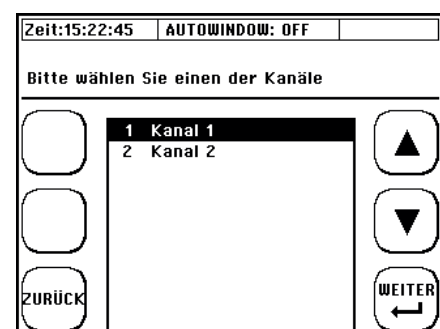 Zeit:15:22:45 AUTOWINDOW: OFF
Bitte wählen Sie einen der Kanäle
1 Kanal 1
2 Kanal 2
ZURÜCK
WEITER